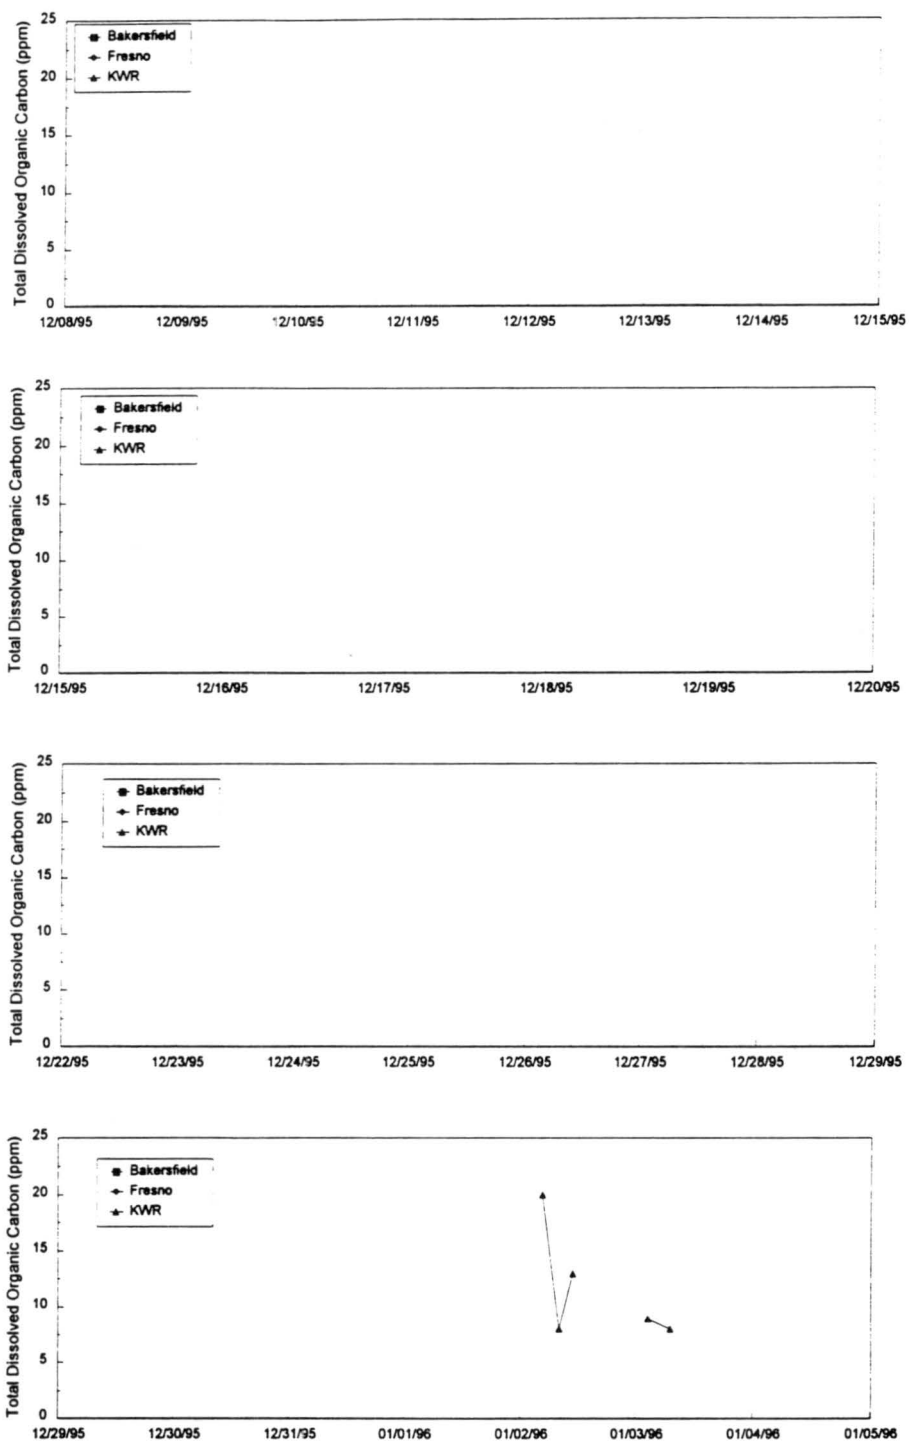 Total Dissolved Organic Carbon (ppm)
25
20
15
10
5
0
Bakersfield
Fresno
KWR
12/08/95 12/09/95 12/10/95 12/11/95 12/12/95 12/13/95 12/14/95 12/15/95
Total Dissolved Organic Carbon (ppm)
25
20
15
10
5
0
Bakersfield
Fresno
KWR
12/15/95 12/16/95 12/17/95 12/18/95 12/19/95 12/20/95
Total Dissolved Organic Carbon (ppm)
25
20
15
10
5
0
Bakersfield
Fresno
KWR
12/22/95 12/23/95 12/24/95 12/25/95 12/26/95 12/27/95 12/28/95 12/29/95
Total Dissolved Organic Carbon (ppm)
25
20
15
10
5
0
Bakersfield
Fresno
KWR
12/29/95 12/30/95 12/31/95 01/01/96 01/02/96 01/03/96 01/04/96 01/05/96